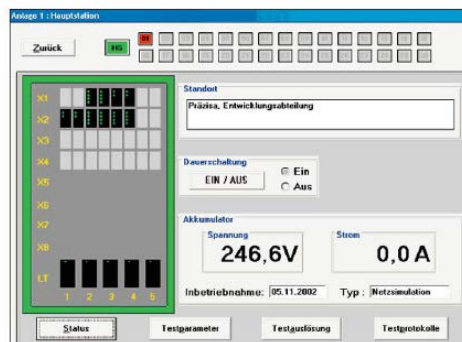 Anlage 1 : Hauptstation
Zurück
HS
01
Standort
Präzisa, Entwicklungsabteilung
X1
X2
X3
X4
X5
X6
X7
X8
LT
1 2 3 4 5
Dauerschaltung
EIN / AUS
Ein
Aus
Akkumulator
Spannung
246,6V
Strom
0,0 A
Inbetriebnahme: 05.11.2002 Typ : Netzsimulation
Status
Testparameter
Testauslösung
Testprotokolle